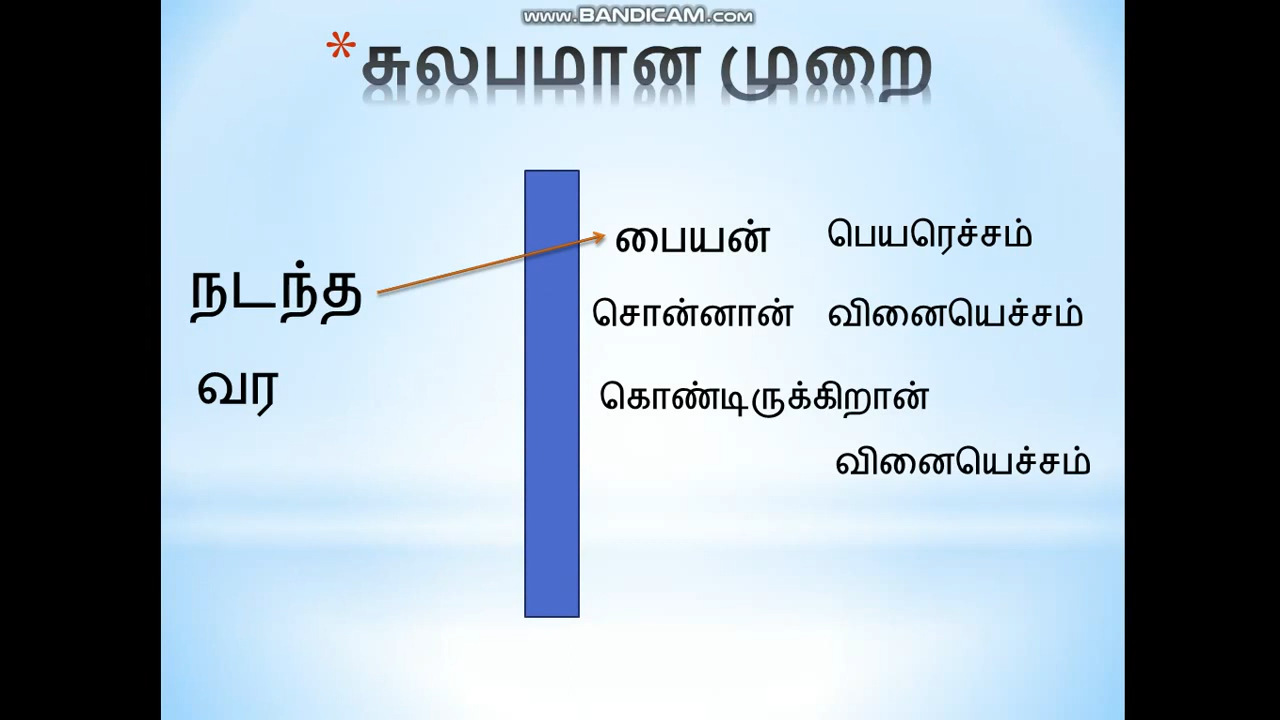 www.BANDICAM.com
*சுலபமான முறை
பையன் பெயரெச்சம்
நடந்த
சொன்னான் வினையெச்சம்
வர
கொண்டிருக்கிறான்
வினையெச்சம்